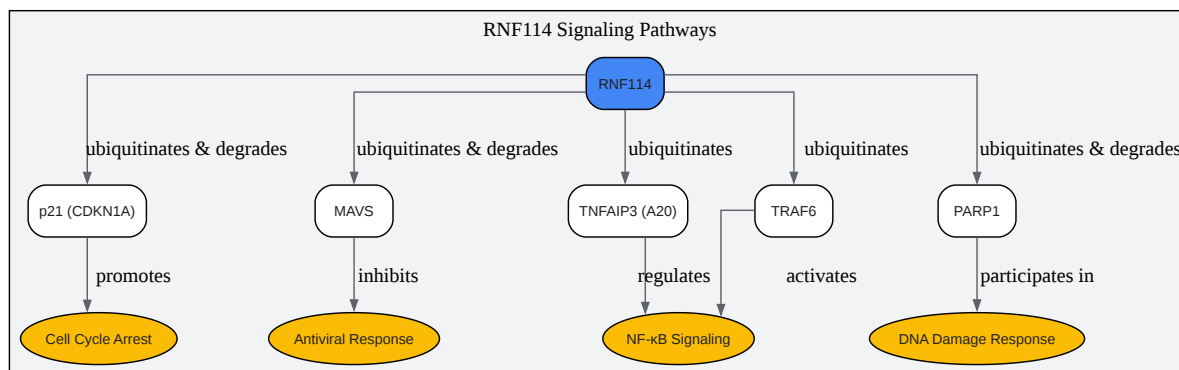 RNF114 Signaling Pathways
RNF114
ubiquitinates & degrades
ubiquitinates & degrades
ubiquitinates
ubiquitinates
ubiquitinates & degrades
p21 (CDKN1A)
MAVS
TNFAIP3 (A20)
TRAF6
PARP1
promotes
inhibits
regulates
activates
participates in
Cell Cycle Arrest
Antiviral Response
NF-κB Signaling
DNA Damage Response